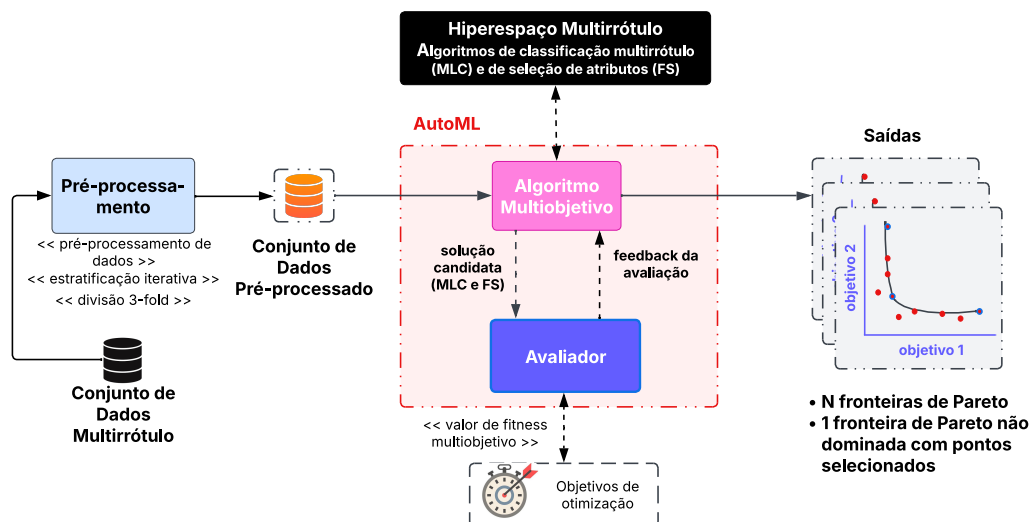 Hiperespaço Multirrótulo
Algoritmos de classificação multirrótulo
(MLC) e de seleção de atributos (FS)
AutoML
Saídas
Pré-processa-
mento
<< pré-processamento de
dados >>
<< estratificação iterativa >>
<< divisão 3-fold >>
Conjunto de
Dados
Multirrótulo
Conjunto de
Dados
Pré-processado
Algoritmo
Multiobjetivo
solução
candidata
(MLC e FS)
feedback da
avaliação
Avaliador
<< valor de fitness
multiobjetivo >>
Objetivos de
otimização
objetivo 2
objetivo 1
• N fronteiras de Pareto
• 1 fronteira de Pareto não
dominada com pontos
selecionados